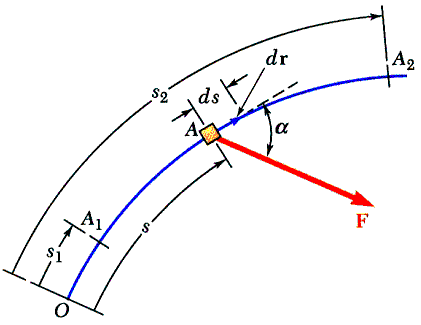 s₂
A₂
dr
ds
A
α
A₁
s
F
s₁
O